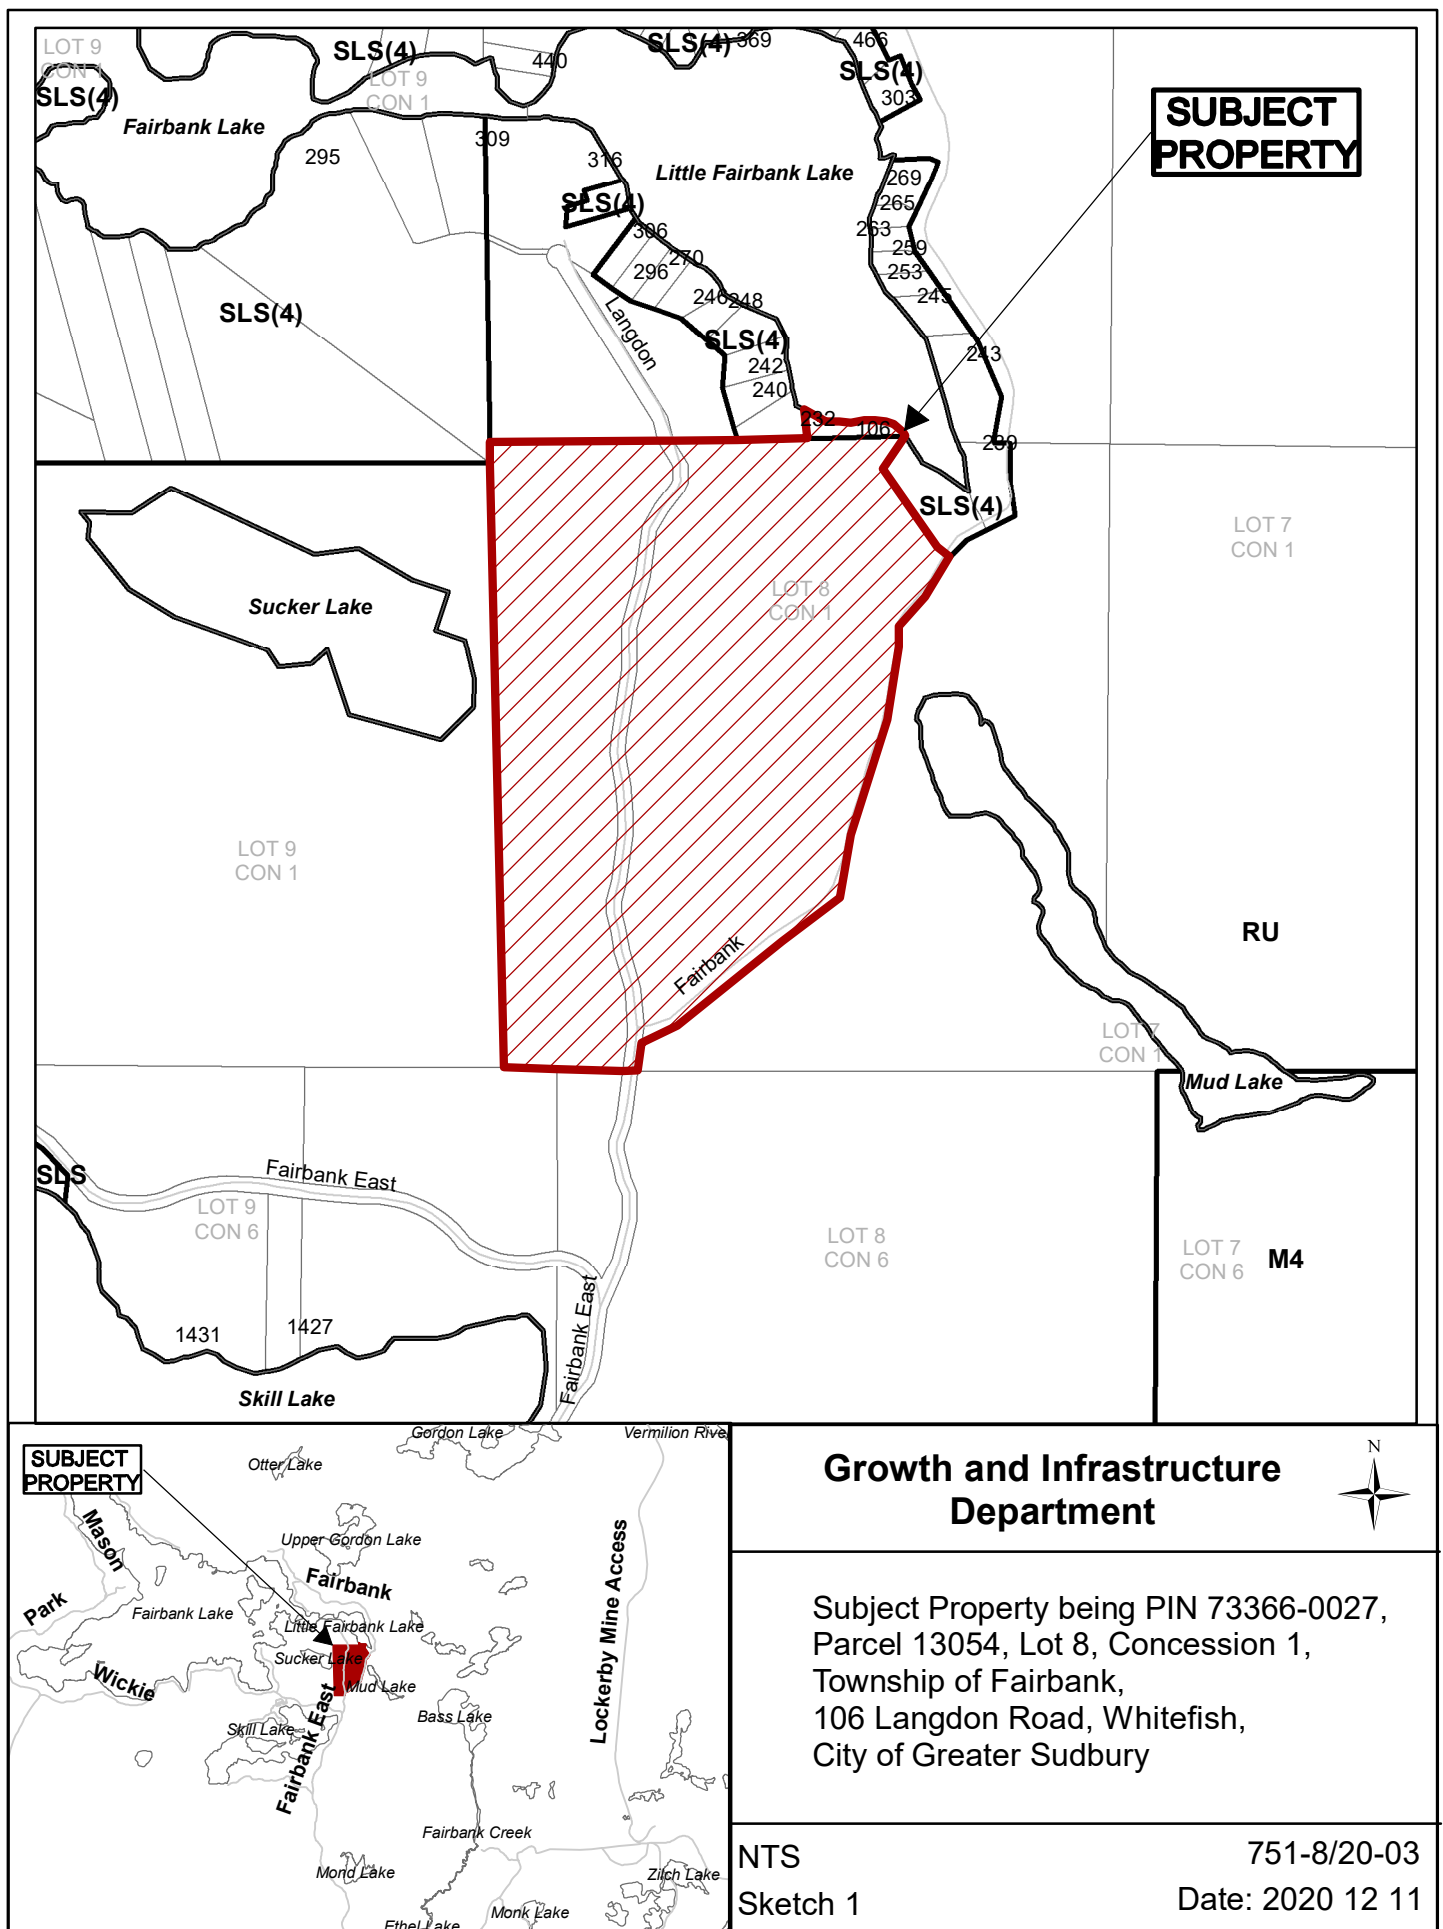 LOT 9
CON 1
SLS(4)
SLS(4)
LOT 9
CON 1
440
SLS(4)
369
466
SLS(4)
303
SUBJECT
PROPERTY
Fairbank Lake
295
309
316
Little Fairbank Lake
269
265
263
259
253
245
243
239
SLS(4)
306
270
296
246
248
SLS(4)
242
240
232
106
Langdon
SLS(4)
SLS(4)
LOT 7
CON 1
Sucker Lake
LOT 8
CON 1
LOT 9
CON 1
RU
Fairbank
LOT 7
CON 1
Mud Lake
SLS
Fairbank East
LOT 9
CON 6
LOT 8
CON 6
LOT 7
CON 6
M4
1431
1427
Fairbank East
Skill Lake
SUBJECT
PROPERTY
Gordon Lake
Vermilion Rive
Otter Lake
Mason
Upper Gordon Lake
Fairbank
Park
Fairbank Lake
Little Fairbank Lake
Sucker Lake
Wickie
Mud Lake
Lockerby Mine Access
Bass Lake
Skill Lake
Fairbank East
Fairbank Creek
Mond Lake
Zilch Lake
Monk Lake
Ethel Lake
Growth and Infrastructure
Department
N
Subject Property being PIN 73366-0027,
Parcel 13054, Lot 8, Concession 1,
Township of Fairbank,
106 Langdon Road, Whitefish,
City of Greater Sudbury
NTS
751-8/20-03
Sketch 1
Date: 2020 12 11